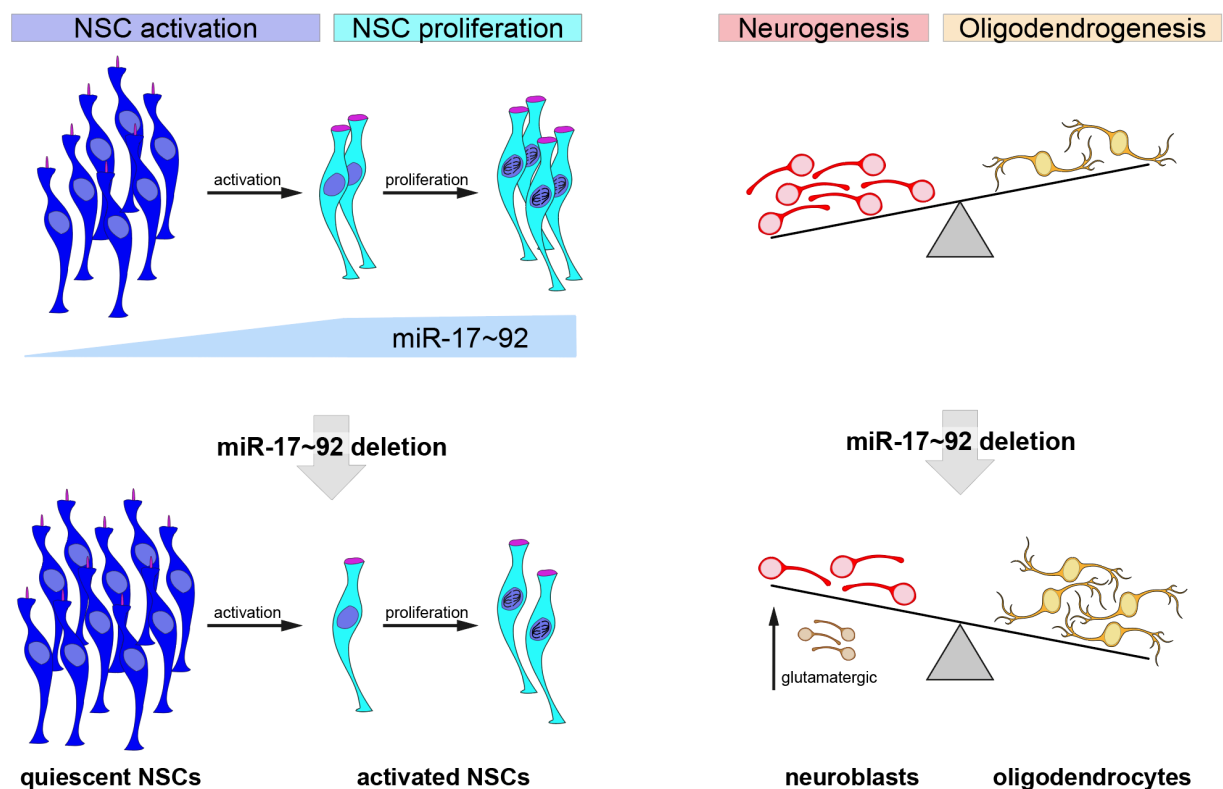 NSC activation
NSC proliferation
Neurogenesis
Oligodendrogenesis
activation
proliferation
miR-17~92
miR-17~92 deletion
miR-17~92 deletion
activation
proliferation
glutamatergic
quiescent NSCs
activated NSCs
neuroblasts
oligodendrocytes